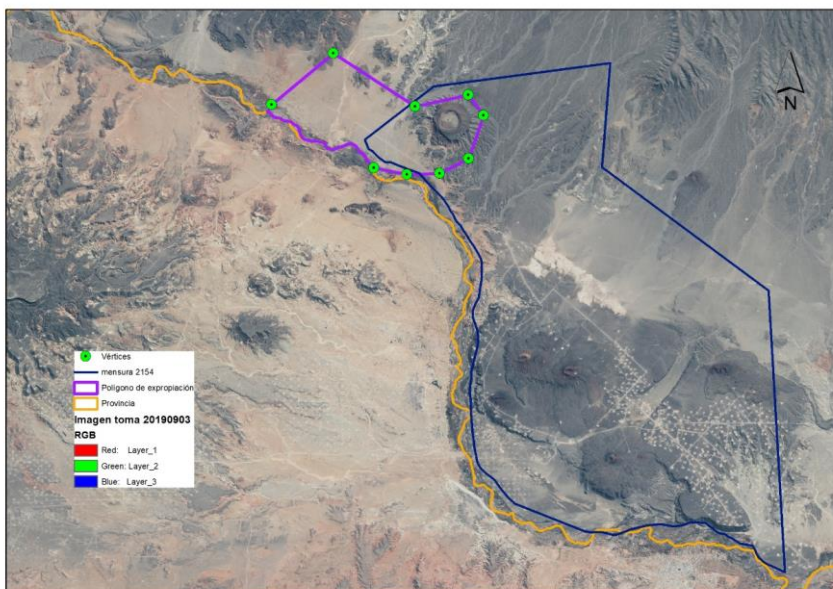 N
Vértices
mensura 2154
Polígono de expropiación
Provincia
Imagen toma 20190903
RGB
Red: Layer_1
Green: Layer_2
Blue: Layer_3